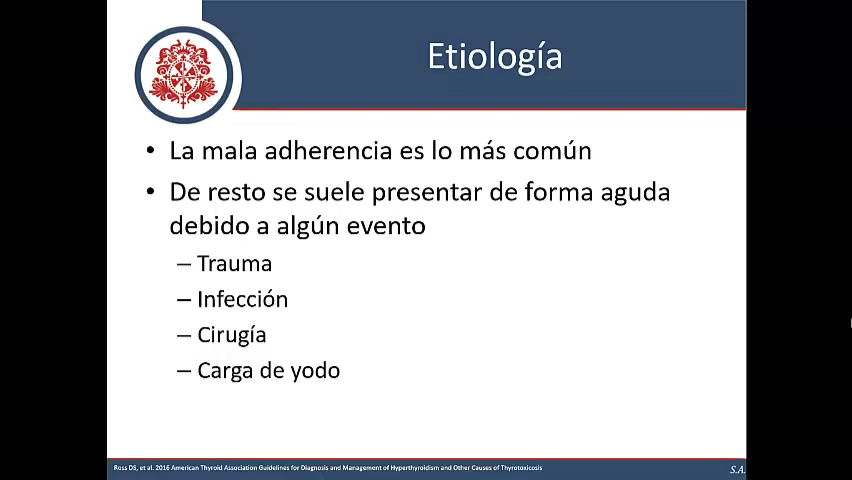 Etiología
• La mala adherencia es lo más común
• De resto se suele presentar de forma aguda
debido a algún evento
– Trauma
– Infección
– Cirugía
– Carga de yodo
Ross DS, et al. 2016 American Thyroid Association Guidelines for Diagnosis and Management of Hyperthyroidism and Other Causes of Thyrotoxicosis
S.A.